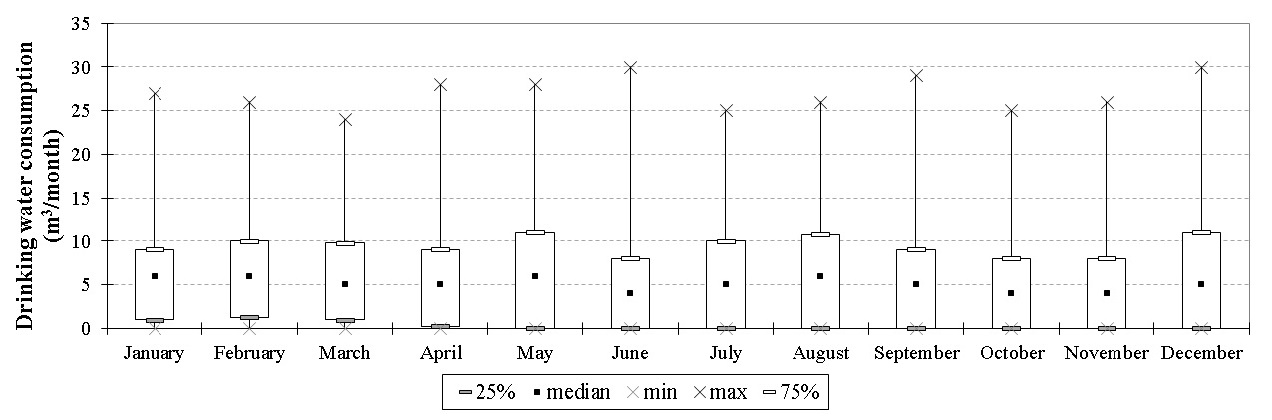 Drinking water consumption
(m³/month)
35
30
25
20
15
10
5
0
January February March April May June July August September October November December
25% median min max 75%